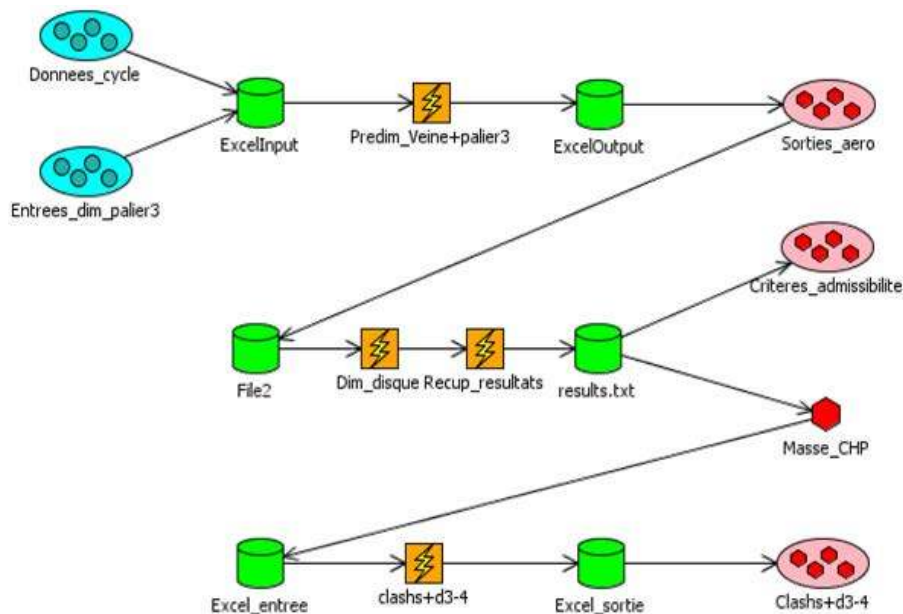 Donnees_cycle
ExcelInput
Predim_Veine+palier3
ExcelOutput
Sorties_aero
Entrees_dim_palier3
Criteres_admissibilite
File2
Dim_disque
Recup_resultats
results.txt
Masse_CHP
Excel_entree
clashs+d3-4
Excel_sortie
Clashs+d3-4